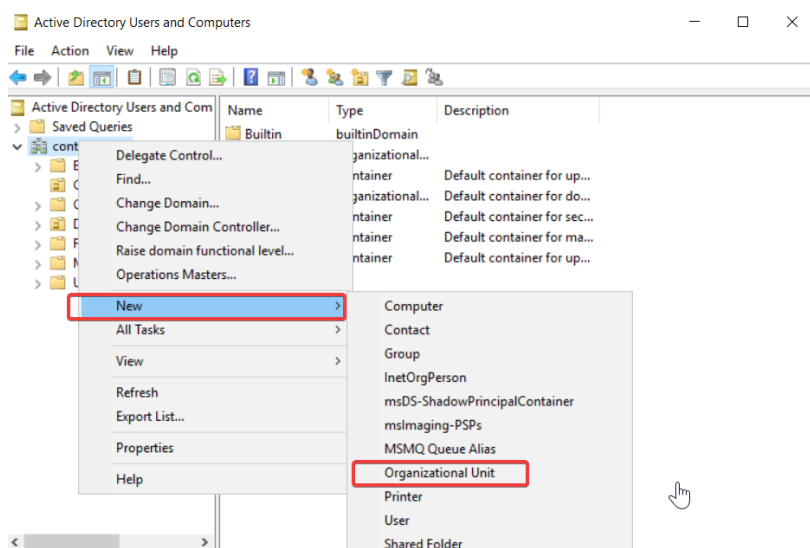 Active Directory Users and Computers
File Action View Help
Active Directory Users and Com
Saved Queries
cont
Name Type Description
Builtin builtinDomain
ganizational...
ntainer Default container for up...
ganizational... Default container for do...
ntainer Default container for sec...
ntainer Default container for ma...
ntainer Default container for up...
Delegate Control...
Find...
Change Domain...
Change Domain Controller...
Raise domain functional level...
Operations Masters...
New
All Tasks
View
Refresh
Export List...
Properties
Help
Computer
Contact
Group
InetOrgPerson
msDS-ShadowPrincipalContainer
msImaging-PSPs
MSMQ Queue Alias
Organizational Unit
Printer
User
Shared Folder